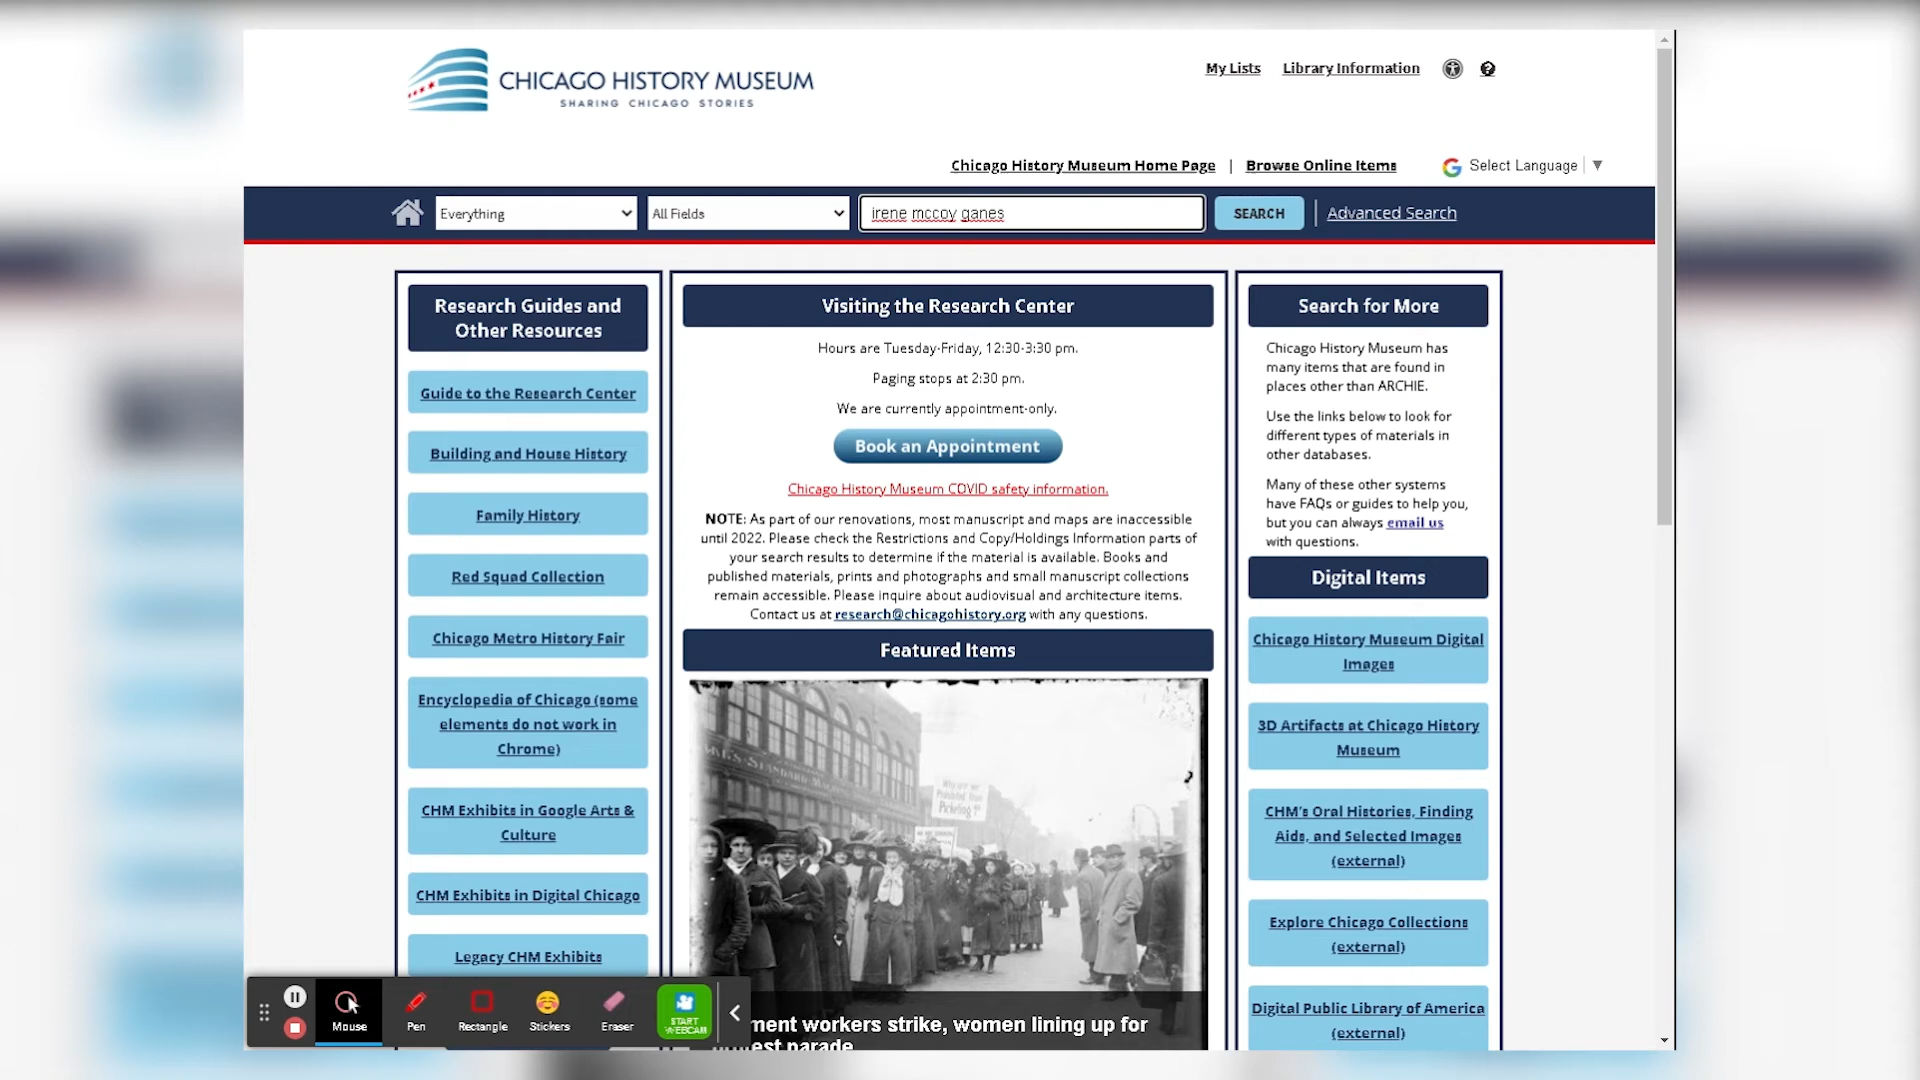 CHICAGO HISTORY MUSEUM
SHARING CHICAGO STORIES
My Lists
Library Information
Chicago History Museum Home Page | Browse Online Items
Select Language ▼
Everything
All Fields
irene mccoy ganes
SEARCH
Advanced Search
Research Guides and
Other Resources
Guide to the Research Center
Building and House History
Family History
Red Squad Collection
Chicago Metro History Fair
Encyclopedia of Chicago (some
elements do not work in
Chrome)
CHM Exhibits in Google Arts &
Culture
CHM Exhibits in Digital Chicago
Legacy CHM Exhibits
Visiting the Research Center
Hours are Tuesday-Friday, 12:30-3:30 pm.
Paging stops at 2:30 pm.
We are currently appointment-only.
Book an Appointment
Chicago History Museum COVID safety information.
NOTE: As part of our renovations, most manuscript and maps are inaccessible
until 2022. Please check the Restrictions and Copy/Holdings Information parts of
your search results to determine if the material is available. Books and
published materials, prints and photographs and small manuscript collections
remain accessible. Please inquire about audiovisual and architecture items.
Contact us at research@chicagohistory.org with any questions.
Featured Items
Why are we
Prohibited from
Picketing?
ment workers strike, women lining up for
test parade
Search for More
Chicago History Museum has
many items that are found in
places other than ARCHIE.
Use the links below to look for
different types of materials in
other databases.
Many of these other systems
have FAQs or guides to help you,
but you can always email us
with questions.
Digital Items
Chicago History Museum Digital
Images
3D Artifacts at Chicago History
Museum
CHM's Oral Histories, Finding
Aids, and Selected Images
(external)
Explore Chicago Collections
(external)
Digital Public Library of America
(external)
Mouse
Pen
Rectangle
Stickers
Eraser
START
WEBCAM